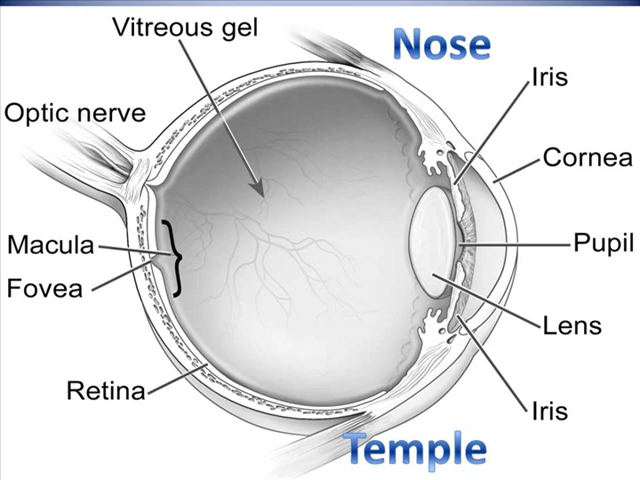 Vitreous gel
Nose
Iris
Optic nerve
Cornea
Macula
Pupil
Fovea
Lens
Retina
Iris
Temple